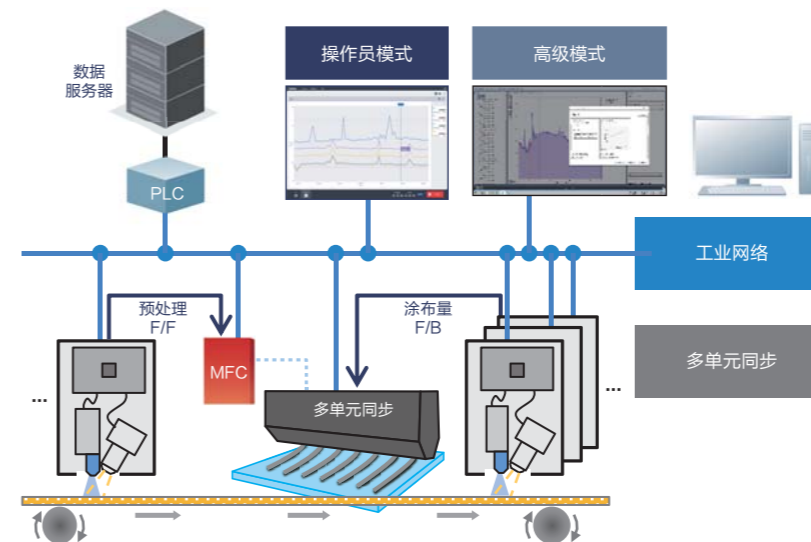 数据
服务器
操作员模式
高级模式
PLC
工业网络
预处理
F/F
涂布量
F/B
MFC
多单元同步
多单元同步
...
...